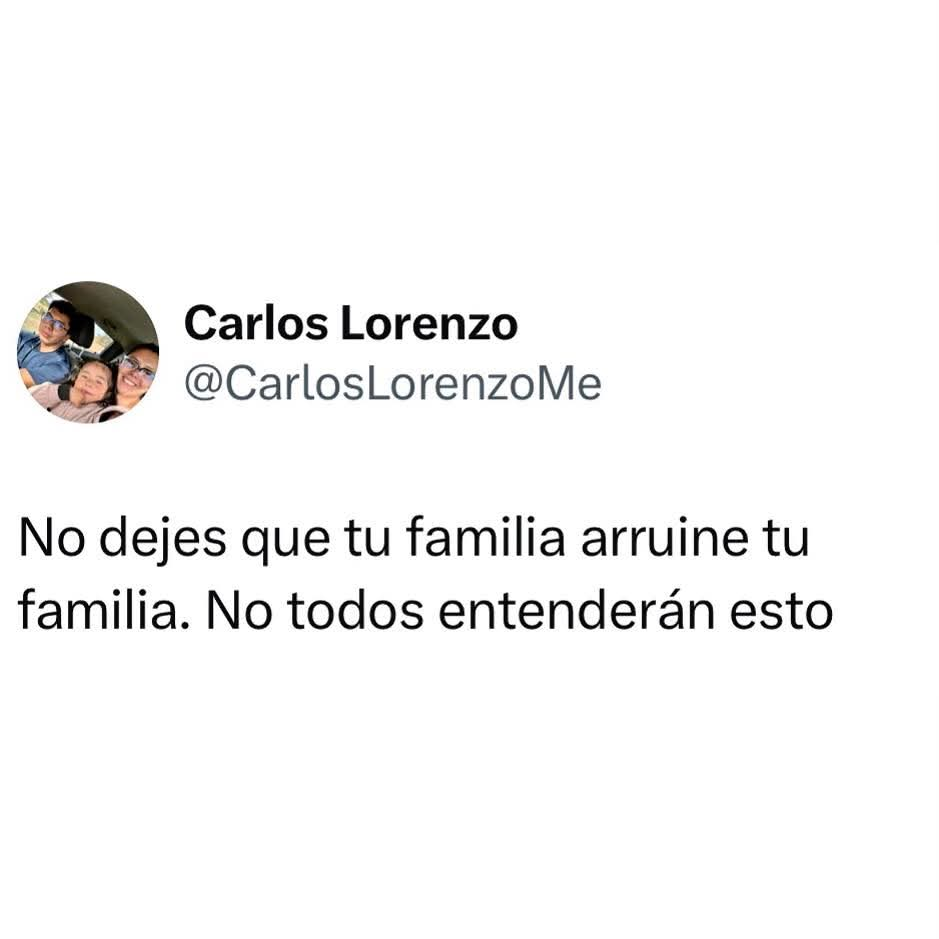 Carlos Lorenzo
@CarlosLorenzoMe
No dejes que tu familia arruine tu
familia. No todos entenderán esto